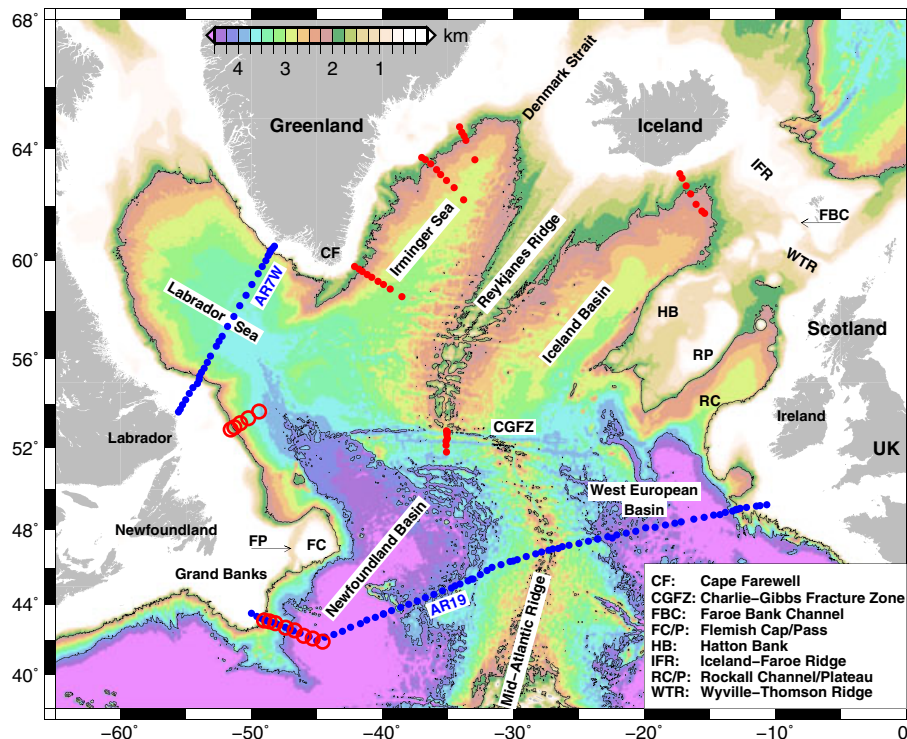 68°
64°
60°
56°
52°
48°
44°
40°
km
4 3 2 1
Greenland
Denmark Strait
Iceland
IFR
FBC
WTR
CF
Irminger Sea
Reykjanes Ridge
AR7W
Labrador Sea
Iceland Basin
HB
RP
Scotland
RC
Ireland
UK
Labrador
CGFZ
Newfoundland
FP
FC
Grand Banks
Newfoundland Basin
West European
Basin
AR19
Mid−Atlantic Ridge
CF: Cape Farewell
CGFZ: Charlie−Gibbs Fracture Zone
FBC: Faroe Bank Channel
FC/P: Flemish Cap/Pass
HB: Hatton Bank
IFR: Iceland−Faroe Ridge
RC/P: Rockall Channel/Plateau
WTR: Wyville−Thomson Ridge
−60° −50° −40° −30° −20° −10° 0°